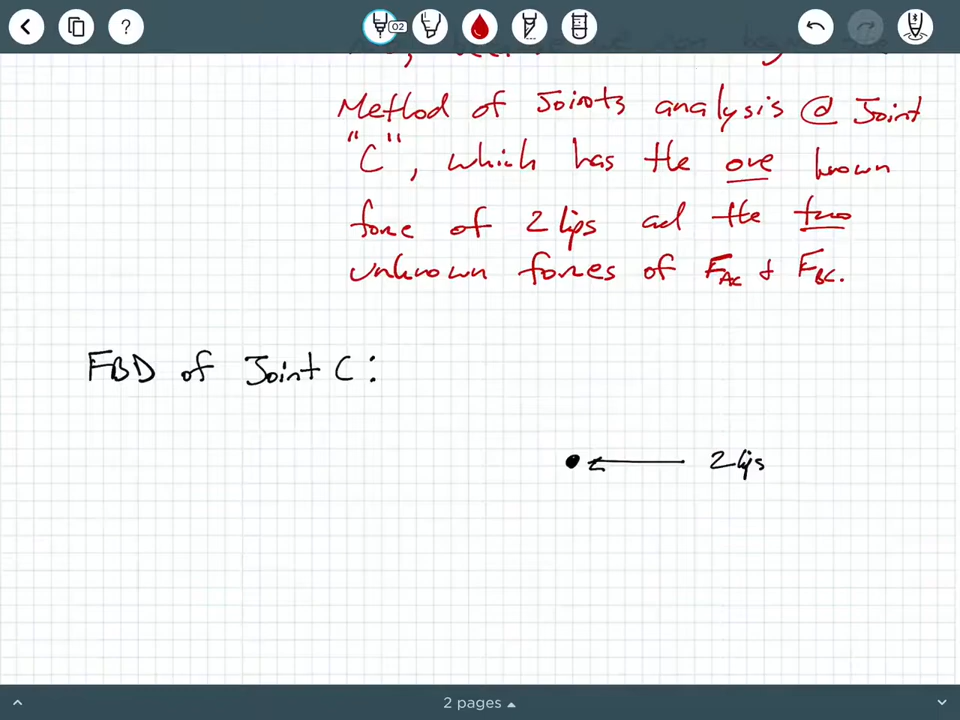 ?
02
Method of Joints analysis @ Joint
"C", which has the one known
force of 2 kips and the two
unknown forces of FAC + FBC.
FBD of Joint C:
2 kips
2 pages